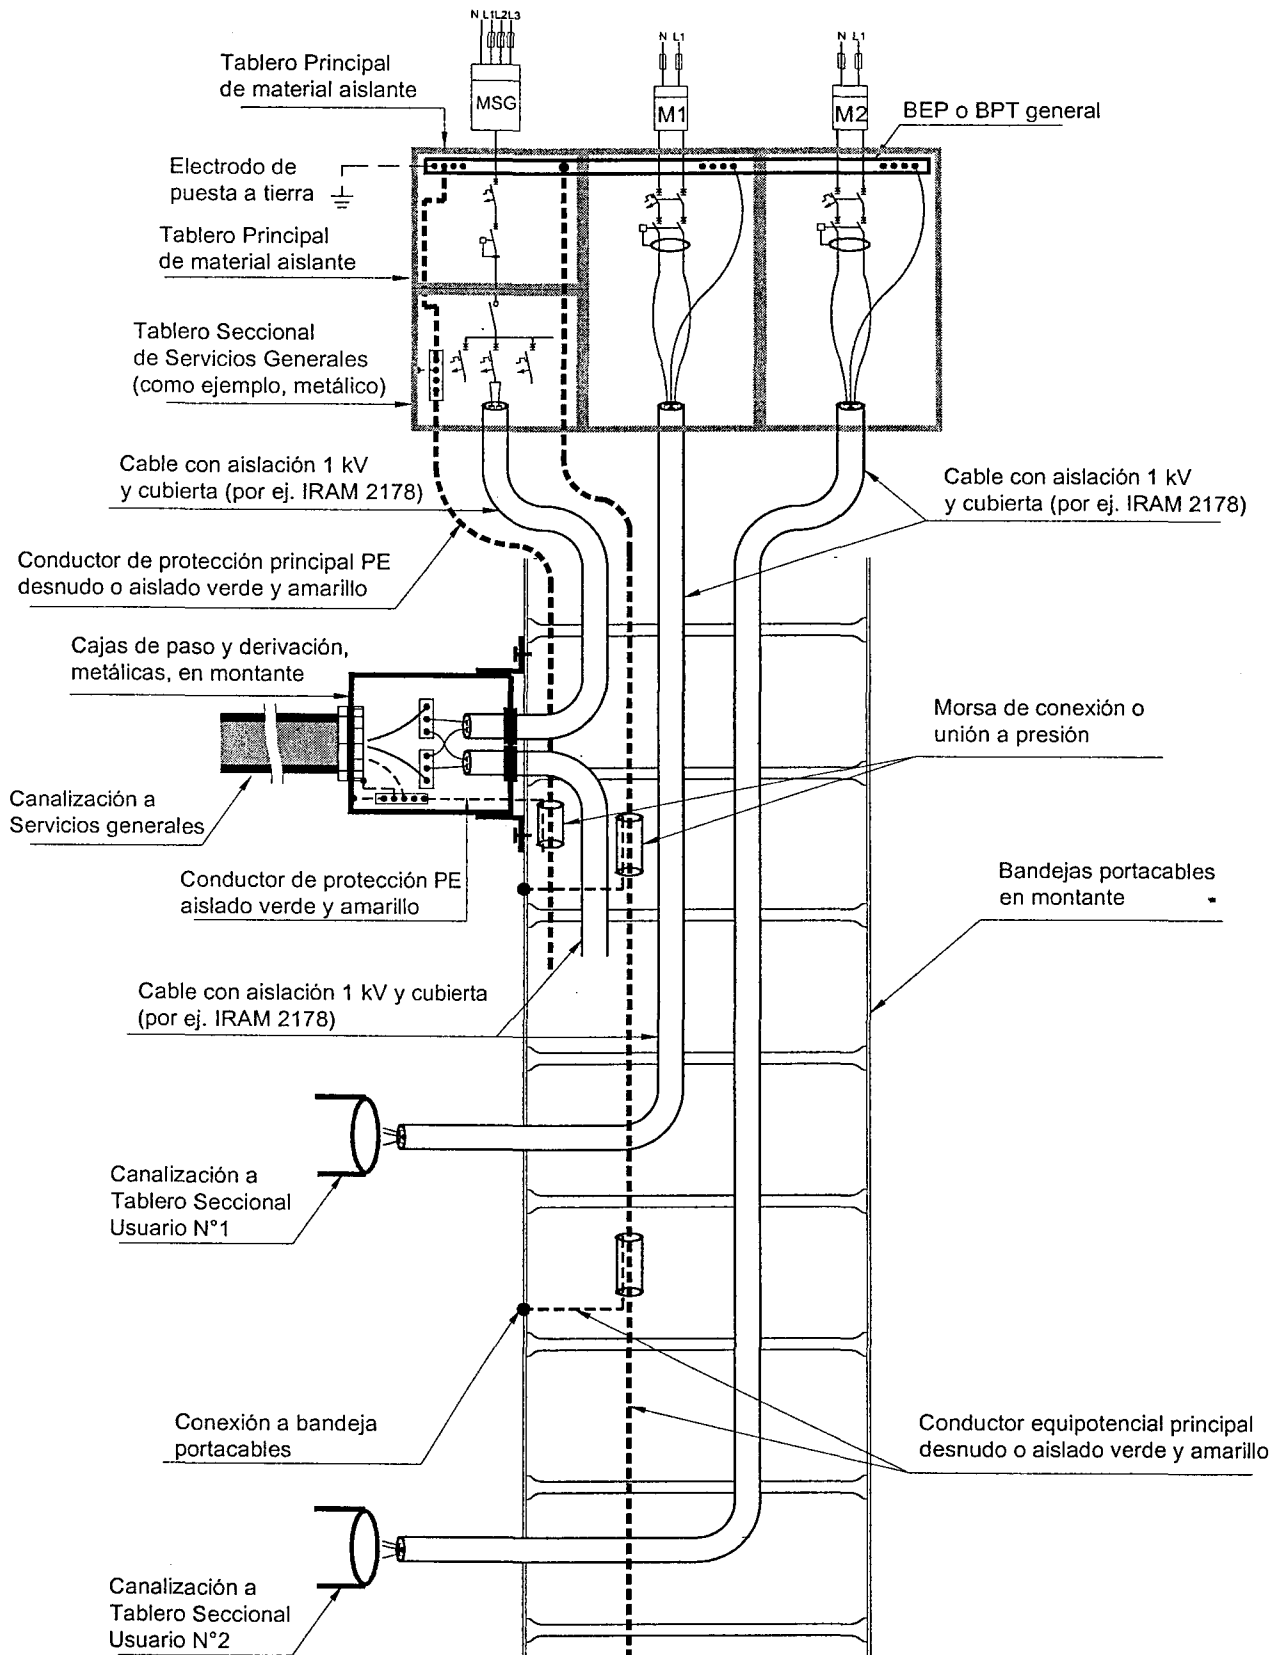 N L1L2L3
N L1
N L1
Tablero Principal
de material aislante
MSG
M1
M2
BEP o BPT general
Electrodo de
puesta a tierra
Tablero Principal
de material aislante
Tablero Seccional
de Servicios Generales
(como ejemplo, metálico)
Cable con aislación 1 kV
y cubierta (por ej. IRAM 2178)
Cable con aislación 1 kV
y cubierta (por ej. IRAM 2178)
Conductor de protección principal PE
desnudo o aislado verde y amarillo
Cajas de paso y derivación,
metálicas, en montante
Morsa de conexión o
unión a presión
Canalización a
Servicios generales
Conductor de protección PE
aislado verde y amarillo
Bandejas portacables
en montante
Cable con aislación 1 kV y cubierta
(por ej. IRAM 2178)
Canalización a
Tablero Seccional
Usuario N°1
Conexión a bandeja
portacables
Conductor equipotencial principal
desnudo o aislado verde y amarillo
Canalización a
Tablero Seccional
Usuario N°2